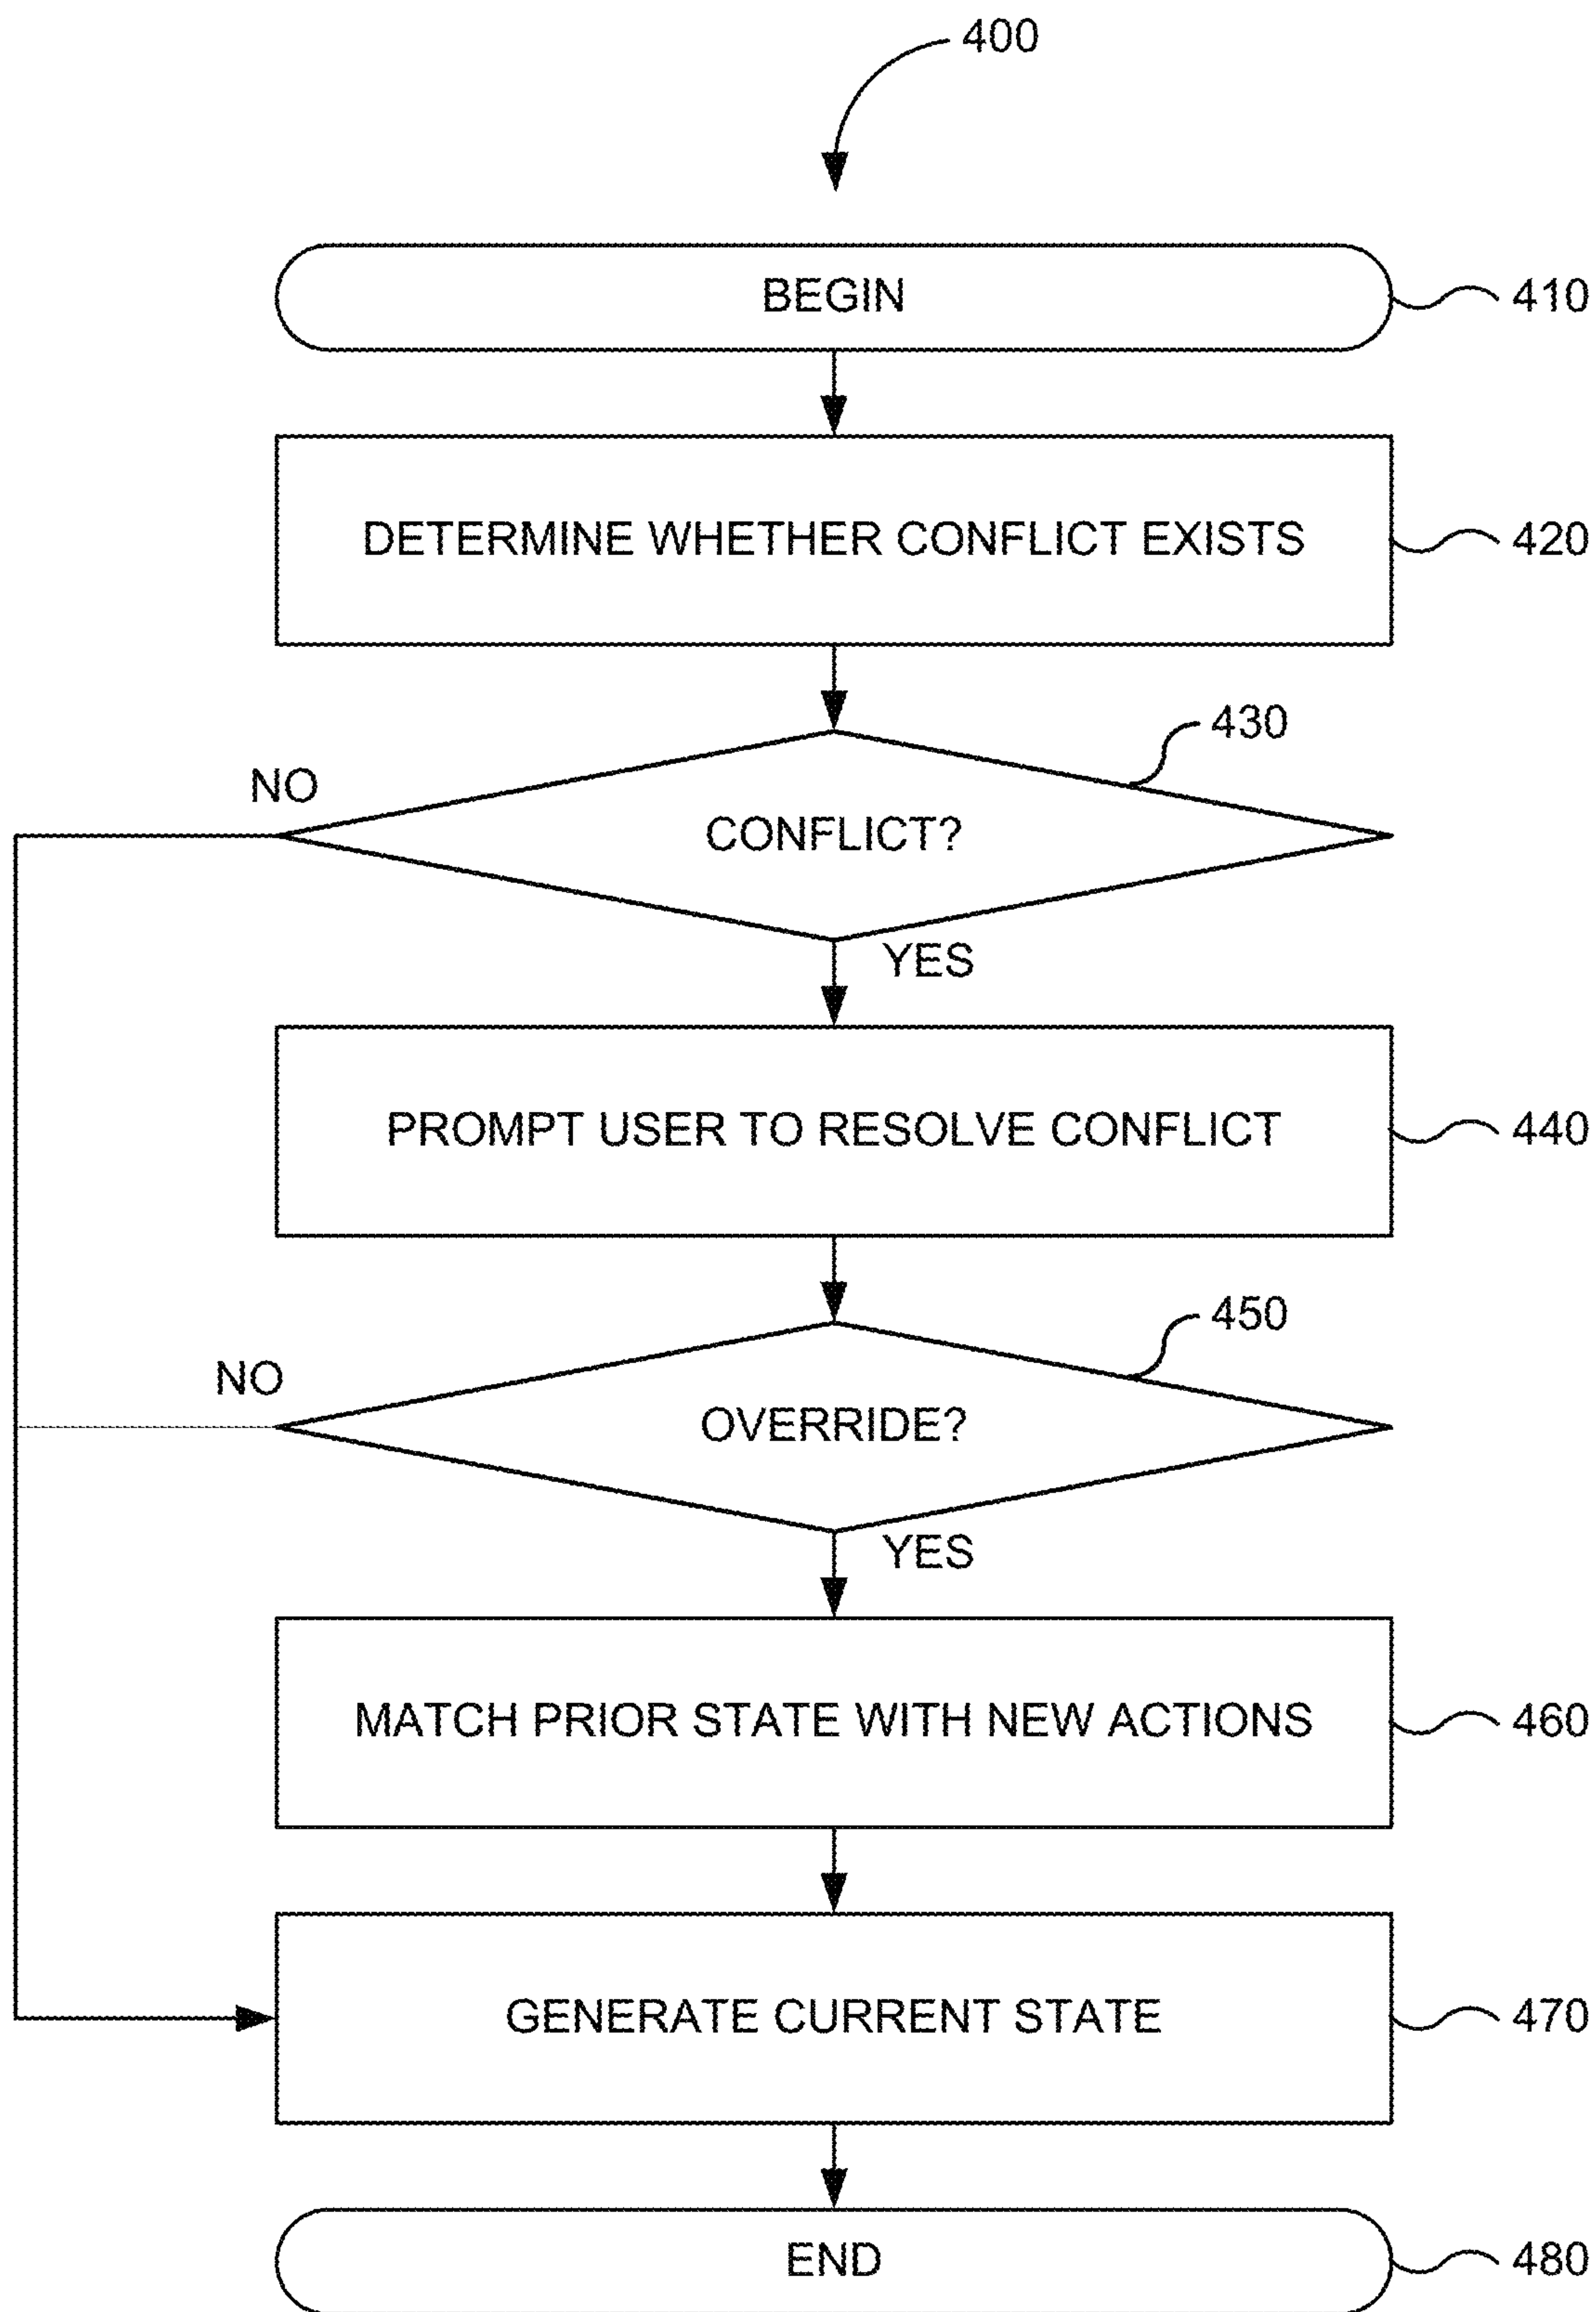 400
BEGIN
410
DETERMINE WHETHER CONFLICT EXISTS
420
430
NO
CONFLICT?
YES
PROMPT USER TO RESOLVE CONFLICT
440
450
NO
OVERRIDE?
YES
MATCH PRIOR STATE WITH NEW ACTIONS
460
GENERATE CURRENT STATE
470
END
480